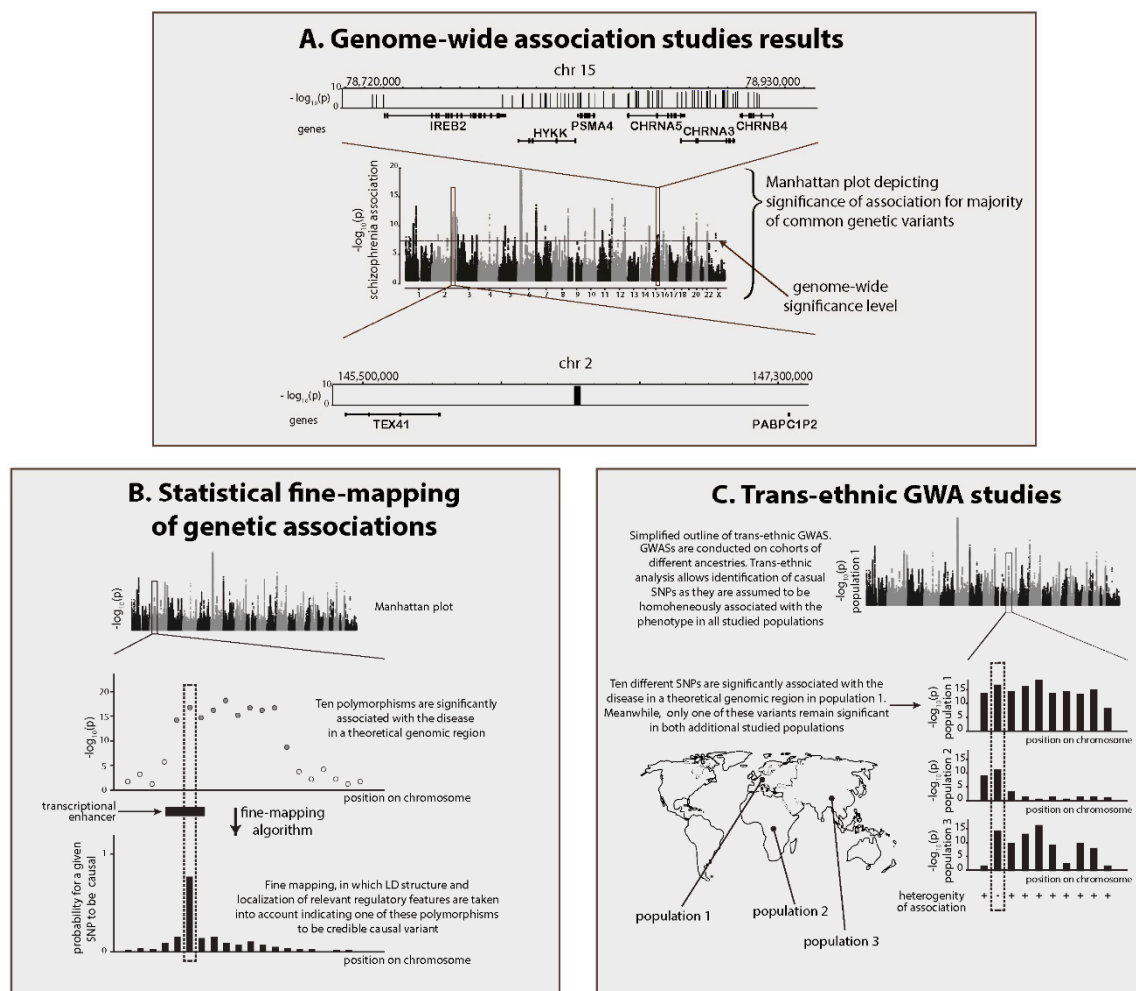 A. Genome-wide association studies results
chr 15
78,720,000
78,930,000
10
- log10(p)
0
genes
IREB2
HYKK
PSMA4
CHRNA5
CHRNA3
CHRNB4
-log10(p)
schizophrenia association
20
15
10
5
0
1 2 3 4 5 6 7 8 9 10 11 12 13 14 15 16 17 18 20 22 X
Manhattan plot depicting
significance of association for majority
of common genetic variants
genome-wide
significance level
chr 2
145,500,000
147,300,000
10
- log10(p)
0
genes
TEX41
PABPC1P2
B. Statistical fine-mapping
of genetic associations
-log10(p)
Manhattan plot
20
15
10
5
0
-log10(p)
Ten polymorphisms are significantly
associated with the disease
in a theoretical genomic region
position on chromosome
transcriptional
enhancer
fine-mapping
algorithm
probability for a given
SNP to be causal
1
0
Fine mapping, in which LD structure and
localization of relevant regulatory features are taken
into account indicating one of these polymorphisms
to be credible causal variant
position on chromosome
C. Trans-ethnic GWA studies
Simplified outline of trans-ethnic GWAS.
GWASs are conducted on cohorts of
different ancestries. Trans-ethnic
analysis allows identification of casual
SNPs as they are assumed to be
homoheneously associated with the
phenotype in all studied populations
-log10(p)
population 1
Ten different SNPs are significantly associated with the
disease in a theoretical genomic region in population 1.
Meanwhile, only one of these variants remain significant
in both additional studied populations
-log10(p)
population 1
15
10
5
0
position on chromosome
-log10(p)
population 2
15
10
5
0
position on chromosome
-log10(p)
population 3
15
10
5
0
position on chromosome
heterogenity
of association
+ - + + + + + + + +
population 1
population 2
population 3